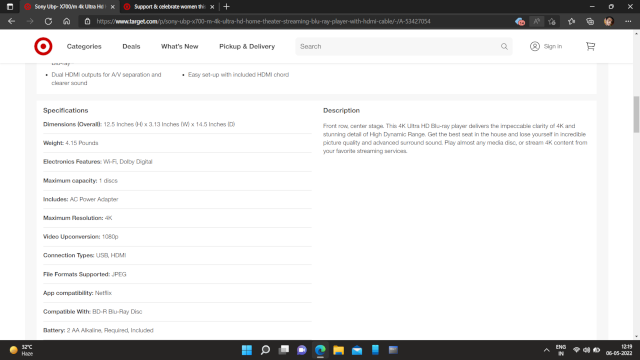 Sony Ubp- X700/m 4k Ultra Hd
Support & celebrate women this
https://www.target.com/p/sony-ubp-x700-m-4k-ultra-hd-home-theater-streaming-blu-ray-player-with-hdmi-cable/-/A-53427054
Categories Deals What's New Pickup & Delivery Search Sign in
Blu-ray™
Dual HDMI outputs for A/V separation and clearer sound
Easy set-up with included HDMI chord
Specifications
Dimensions (Overall): 12.5 Inches (H) x 3.13 Inches (W) x 14.5 Inches (D)
Weight: 4.15 Pounds
Electronics Features: Wi-Fi, Dolby Digital
Maximum capacity: 1 discs
Includes: AC Power Adapter
Maximum Resolution: 4K
Video Upconversion: 1080p
Connection Types: USB, HDMI
File Formats Supported: JPEG
App compatibility: Netflix
Compatible With: BD-R Blu-Ray Disc
Battery: 2 AA Alkaline, Required, Included
Description
Front row, center stage. This 4K Ultra HD Blu-ray player delivers the impeccable clarity of 4K and
stunning detail of High Dynamic Range. Get the best seat in the house and lose yourself in incredible
picture quality and advanced surround sound. Play almost any media disc, or stream 4K content from
your favorite streaming services.
32°C
Haze
ENG
IN
12:19
06-05-2022